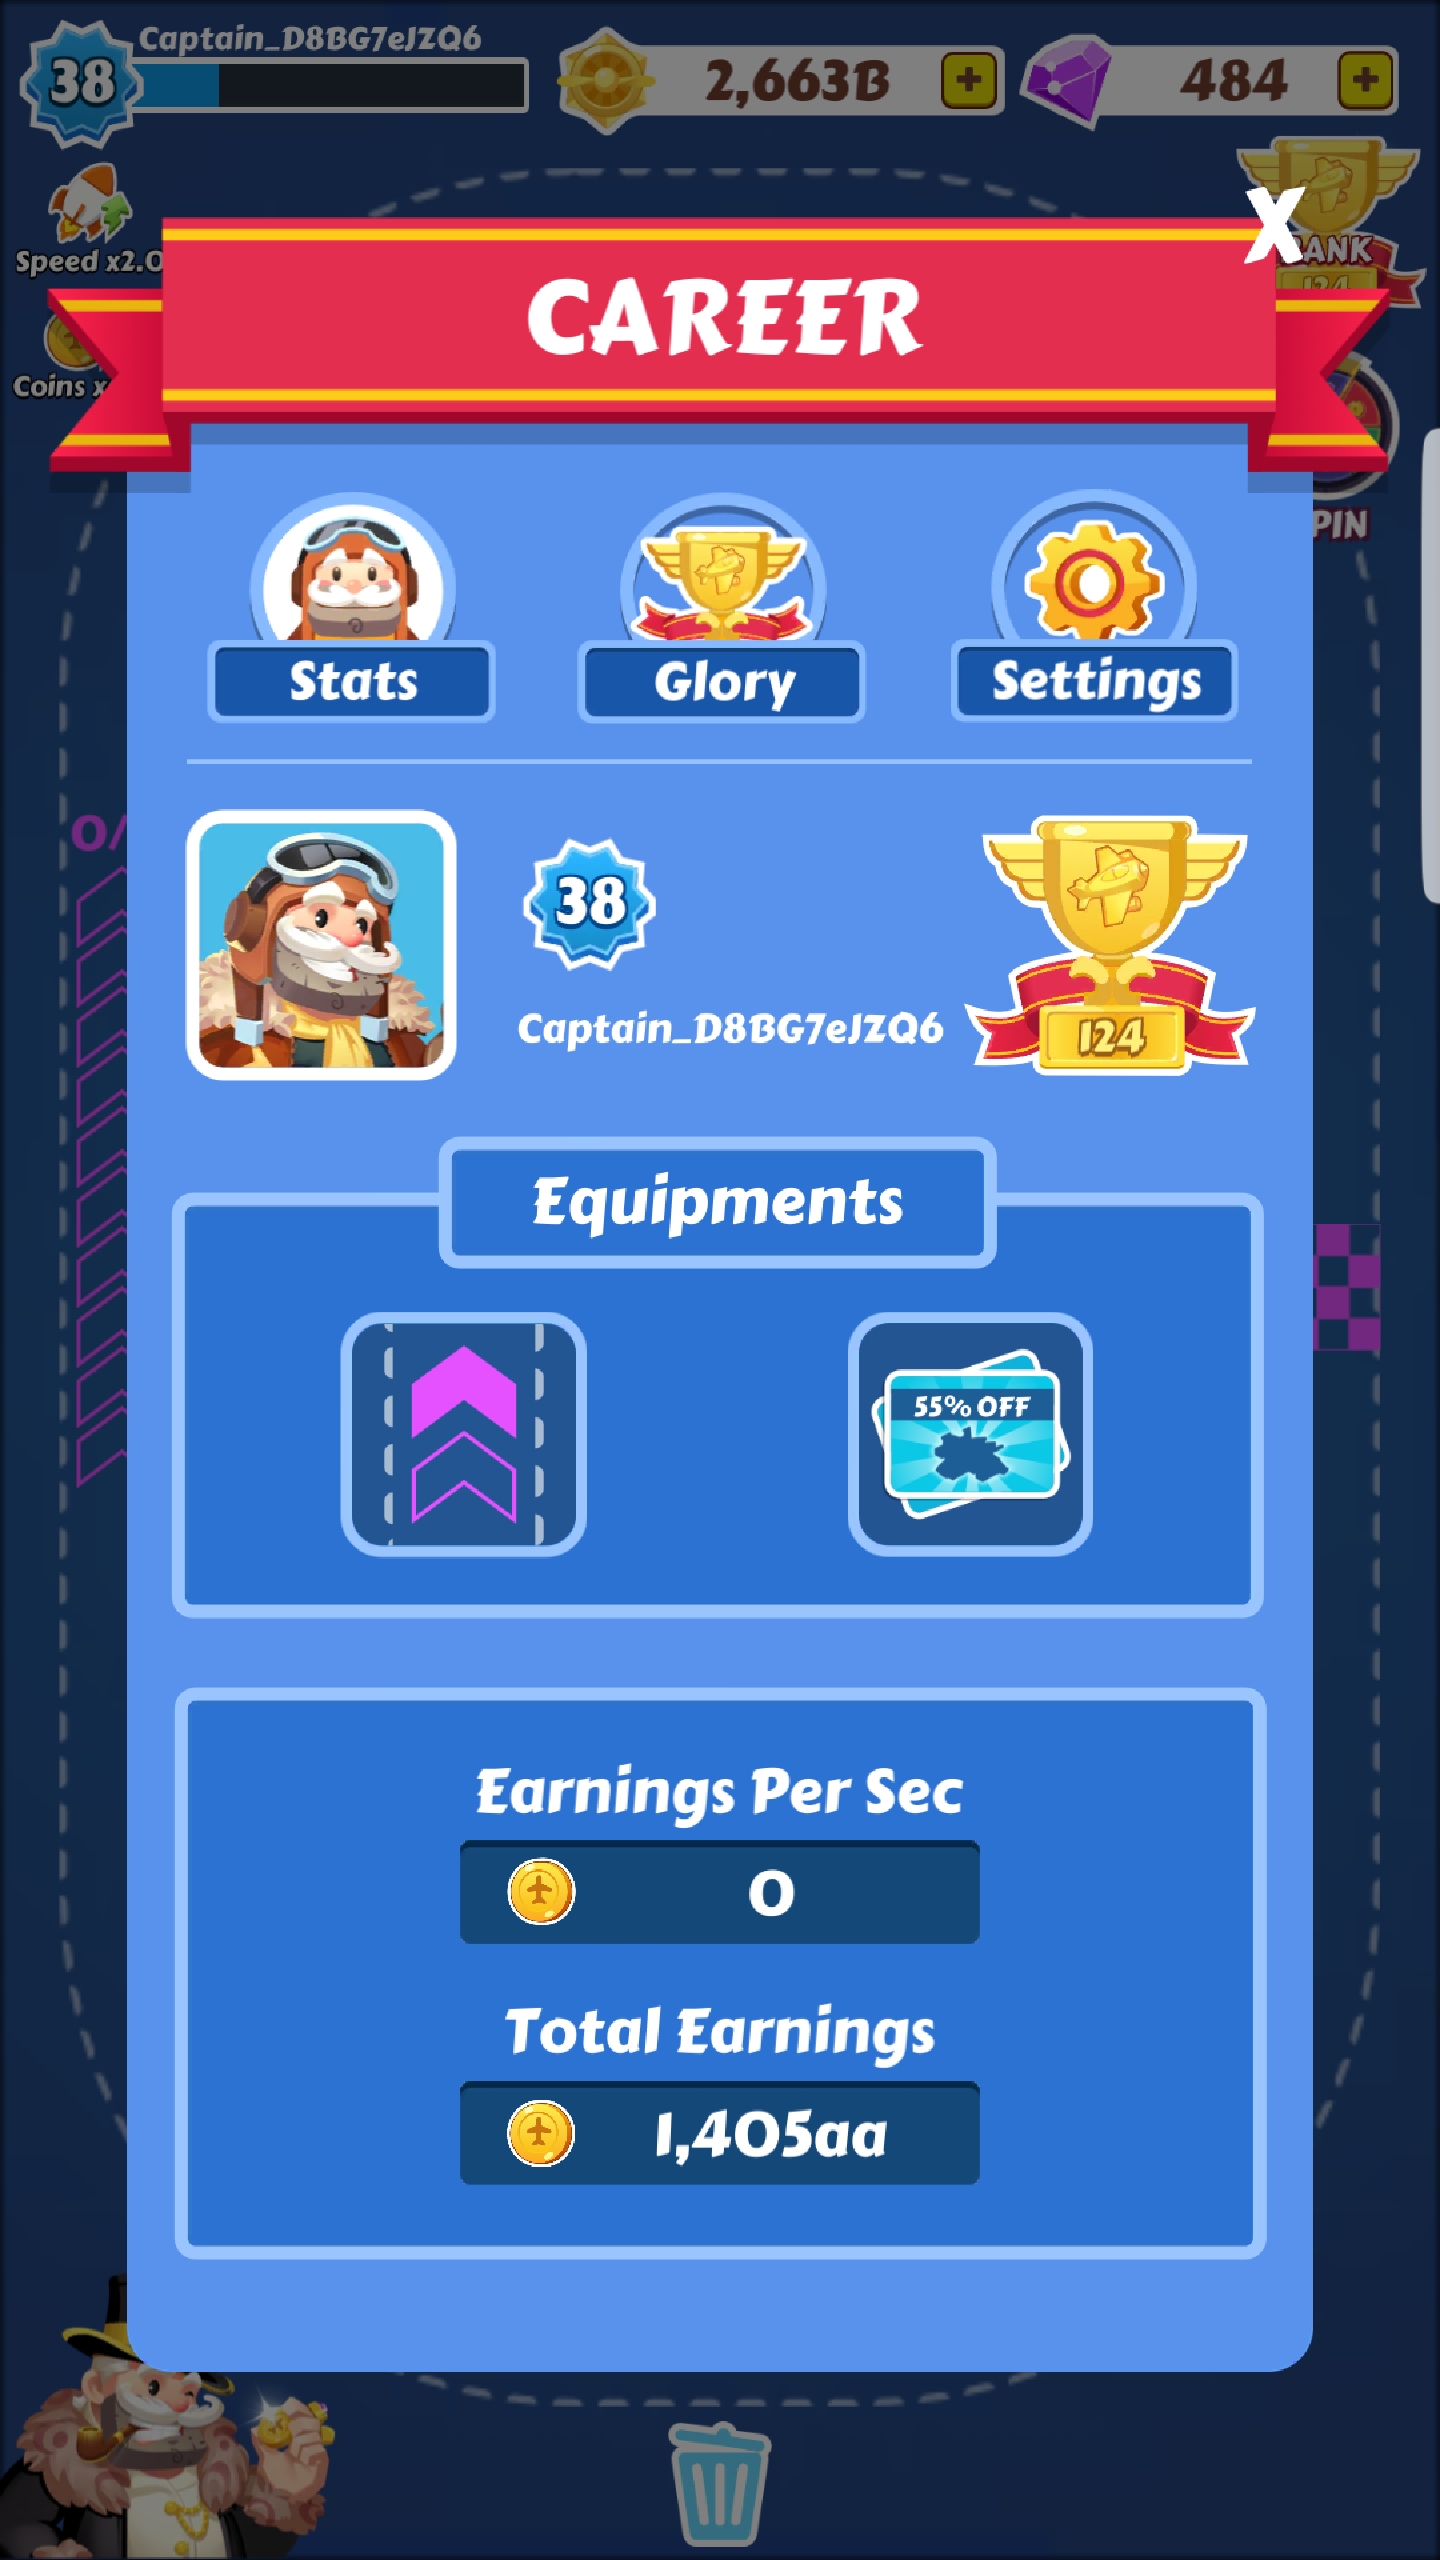 Captain_D8BG7eJZQ6
38
2,663B
484
Speed x2.0
RANK
124
Coins x
CAREER
X
PIN
Stats
Glory
Settings
0/
38
Captain_D8BG7eJZQ6
124
Equipments
55% OFF
Earnings Per Sec
0
Total Earnings
1,405aa